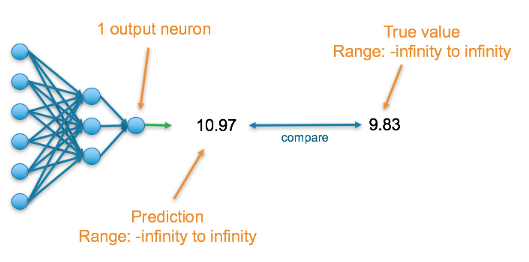 1 output neuron
True value
Range: -infinity to infinity
10.97
compare
9.83
Prediction
Range: -infinity to infinity